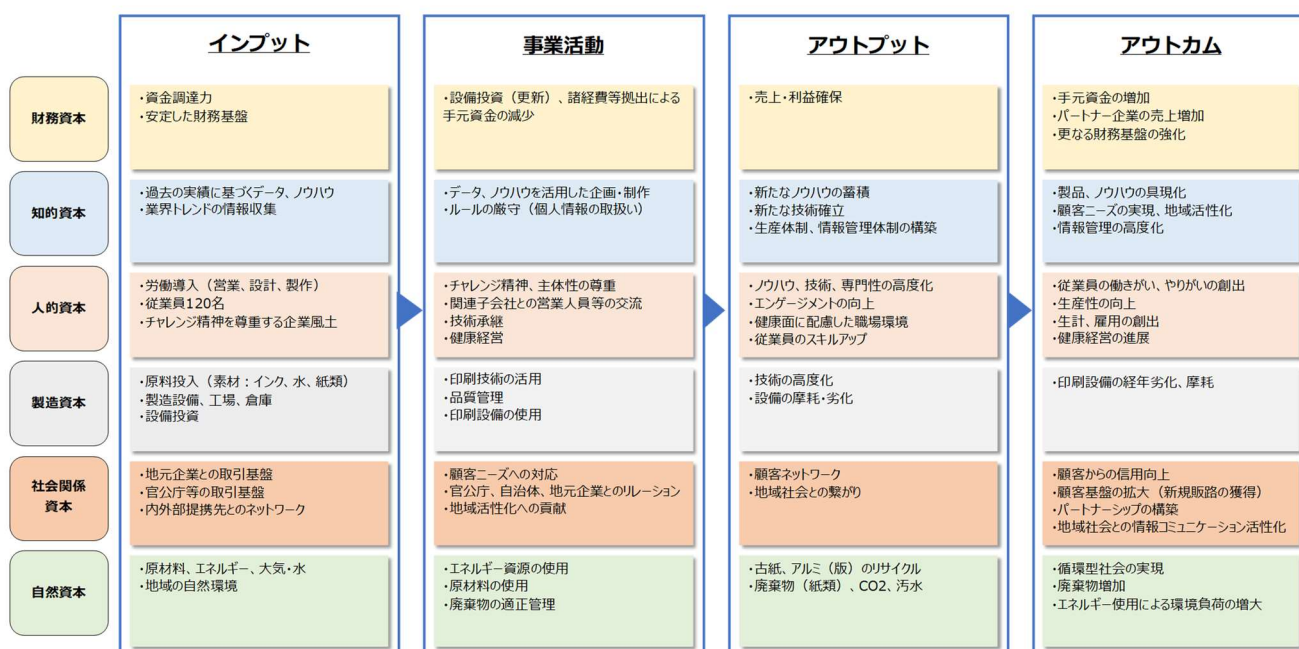 インプット
事業活動
アウトプット
アウトカム
財務資本
・資金調達力
・安定した財務基盤
・設備投資（更新）、諸経費等拠出による
手元資金の減少
・売上・利益確保
・手元資金の増加
・パートナー企業の売上増加
・更なる財務基盤の強化
知的資本
・過去の実績に基づくデータ、ノウハウ
・業界トレンドの情報収集
・データ、ノウハウを活用した企画・制作
・ルールの厳守（個人情報の取扱い）
・新たなノウハウの蓄積
・新たな技術確立
・生産体制、情報管理体制の構築
・製品、ノウハウの具現化
・顧客ニーズの実現、地域活性化
・情報管理の高度化
人的資本
・労働導入（営業、設計、製作）
・従業員120名
・チャレンジ精神を尊重する企業風土
・チャレンジ精神、主体性の尊重
・関連子会社との営業人員等の交流
・技術承継
・健康経営
・ノウハウ、技術、専門性の高度化
・エンゲージメントの向上
・健康面に配慮した職場環境
・従業員のスキルアップ
・従業員の働きがい、やりがいの創出
・生産性の向上
・生計、雇用の創出
・健康経営の進展
製造資本
・原料投入（素材：インク、水、紙類）
・製造設備、工場、倉庫
・設備投資
・印刷技術の活用
・品質管理
・印刷設備の使用
・技術の高度化
・設備の摩耗・劣化
・印刷設備の経年劣化、摩耗
社会関係
資本
・地元企業との取引基盤
・官公庁等の取引基盤
・内外部提携先とのネットワーク
・顧客ニーズへの対応
・官公庁、自治体、地元企業とのリレーション
・地域活性化への貢献
・顧客ネットワーク
・地域社会との繋がり
・顧客からの信用向上
・顧客基盤の拡大（新規販路の獲得）
・パートナーシップの構築
・地域社会との情報コミュニケーション活性化
自然資本
・原材料、エネルギー、大気・水
・地域の自然環境
・エネルギー資源の使用
・原材料の使用
・廃棄物の適正管理
・古紙、アルミ（版）のリサイクル
・廃棄物（紙類）、CO2、汚水
・循環型社会の実現
・廃棄物増加
・エネルギー使用による環境負荷の増大